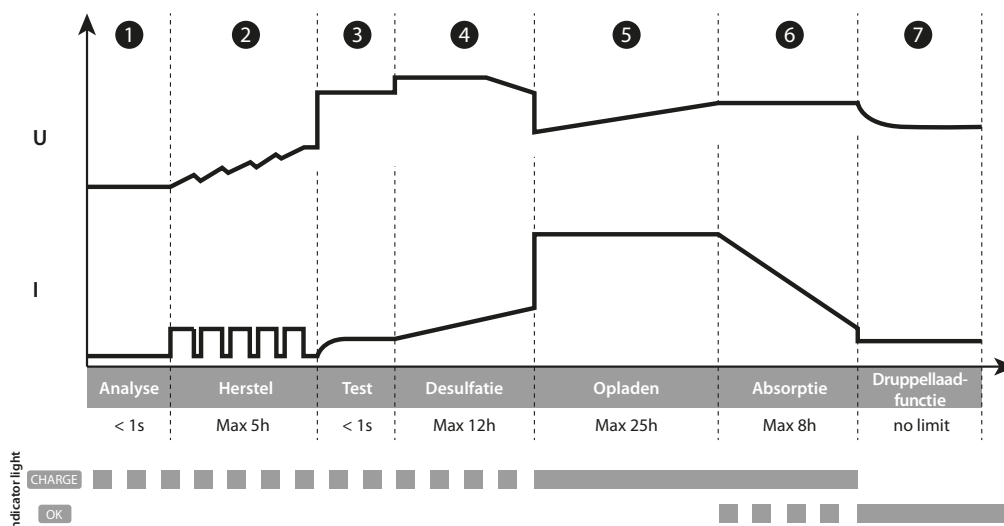 1 2 3 4 5 6 7
U
I
Analyse Herstel Test Desulfatie Opladen Absorptie Druppellaad-
functie
< 1s Max 5h < 1s Max 12h Max 25h Max 8h no limit
light
CHARGE
OK